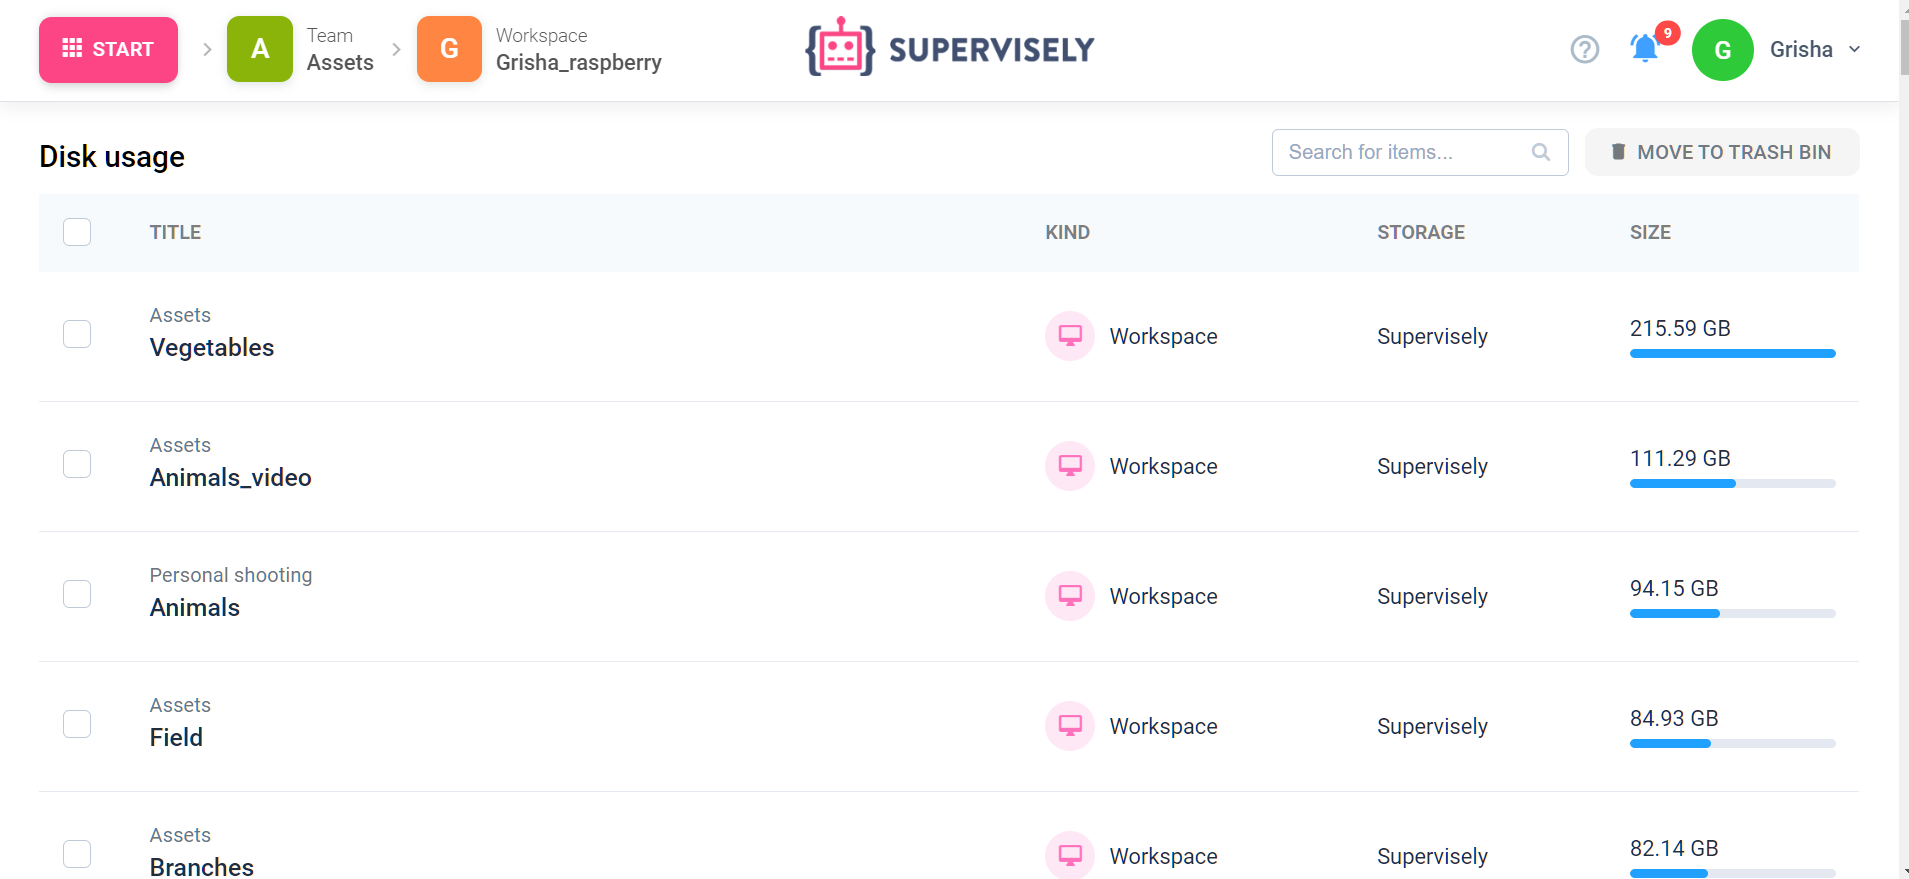 START
A
Team
Assets
G
Workspace
Grisha_raspberry
SUPERVISELY
9
G
Grisha
Disk usage
Search for items...
MOVE TO TRASH BIN
TITLE KIND STORAGE SIZE
Assets
Vegetables
Workspace
Supervisely
215.59 GB
Assets
Animals_video
Workspace
Supervisely
111.29 GB
Personal shooting
Animals
Workspace
Supervisely
94.15 GB
Assets
Field
Workspace
Supervisely
84.93 GB
Assets
Branches
Workspace
Supervisely
82.14 GB